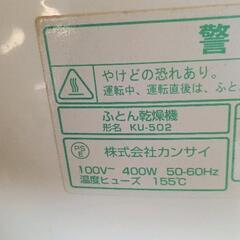 警
やけどの恐れあり。
運転中、運転直後は、ふと
ふとん乾燥機
形名 KU-502
PS
E
株式会社カンサイ
100V~ 400W 50-60Hz
温度ヒューズ 155℃